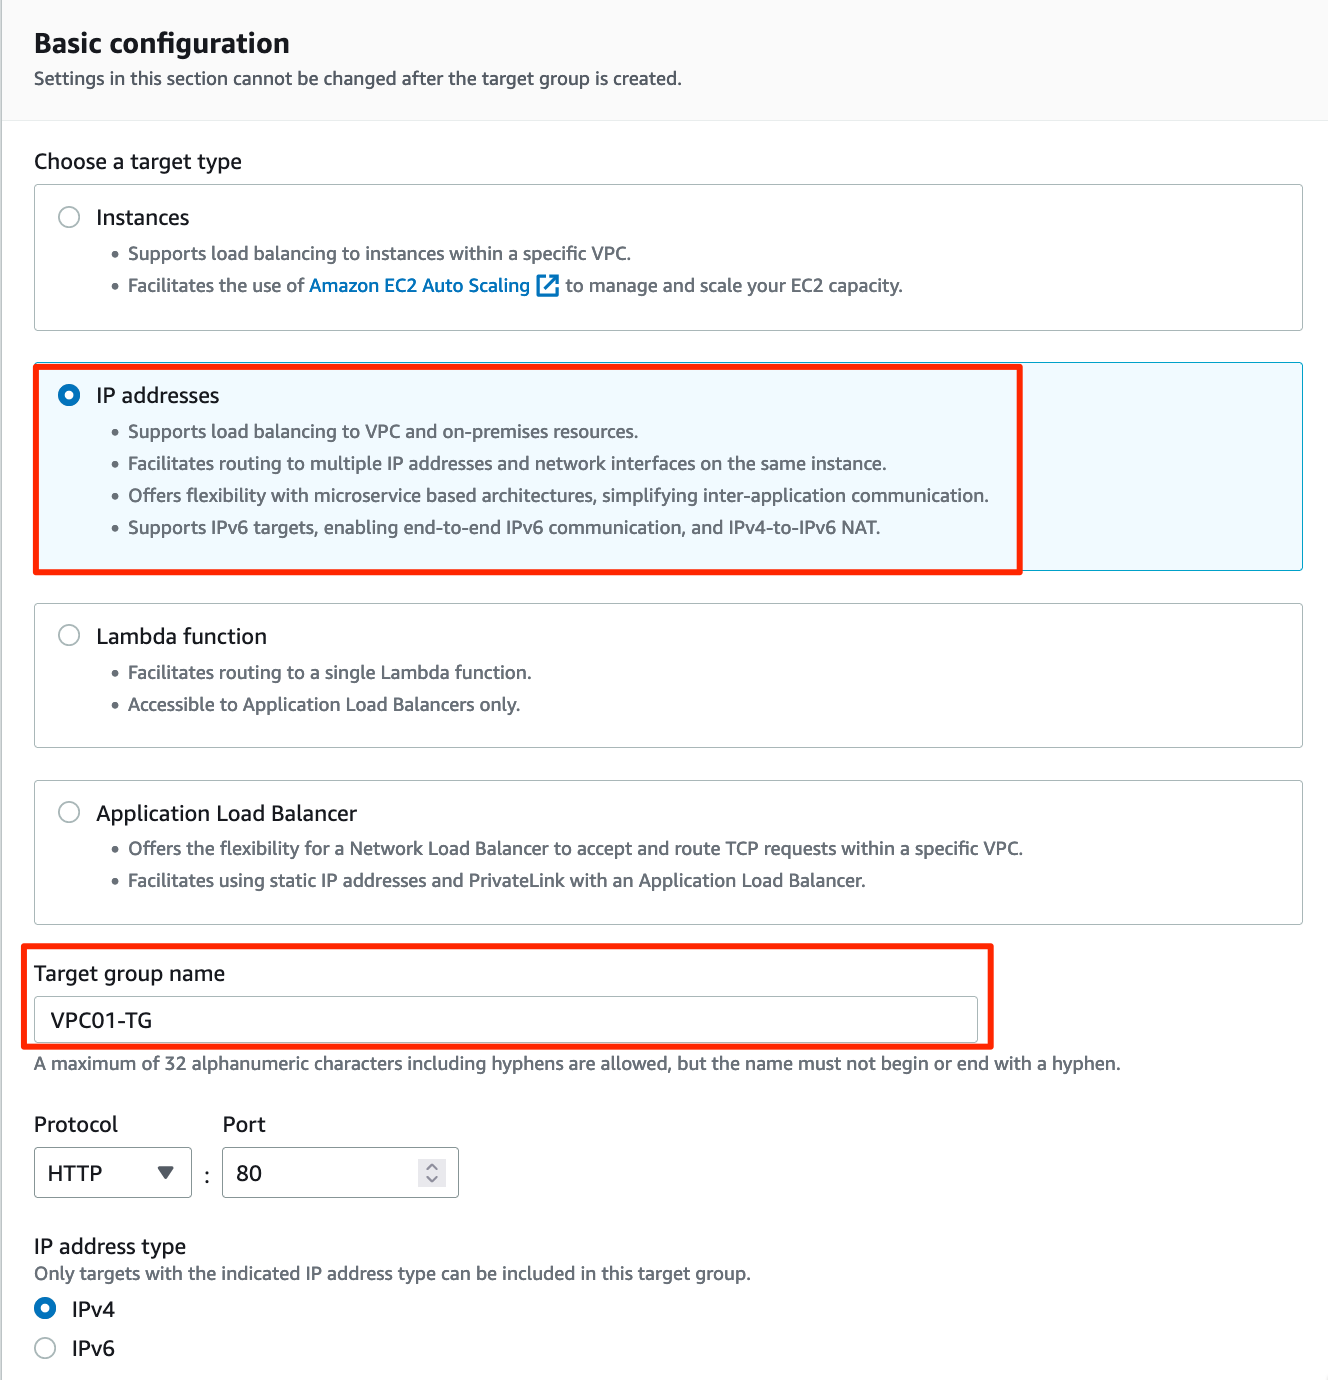 Basic configuration
Settings in this section cannot be changed after the target group is created.
Choose a target type
Instances
• Supports load balancing to instances within a specific VPC.
• Facilitates the use of Amazon EC2 Auto Scaling to manage and scale your EC2 capacity.
IP addresses
• Supports load balancing to VPC and on-premises resources.
• Facilitates routing to multiple IP addresses and network interfaces on the same instance.
• Offers flexibility with microservice based architectures, simplifying inter-application communication.
• Supports IPv6 targets, enabling end-to-end IPv6 communication, and IPv4-to-IPv6 NAT.
Lambda function
• Facilitates routing to a single Lambda function.
• Accessible to Application Load Balancers only.
Application Load Balancer
• Offers the flexibility for a Network Load Balancer to accept and route TCP requests within a specific VPC.
• Facilitates using static IP addresses and PrivateLink with an Application Load Balancer.
Target group name
VPC01-TG
A maximum of 32 alphanumeric characters including hyphens are allowed, but the name must not begin or end with a hyphen.
Protocol Port
HTTP : 80
IP address type
Only targets with the indicated IP address type can be included in this target group.
IPv4
IPv6